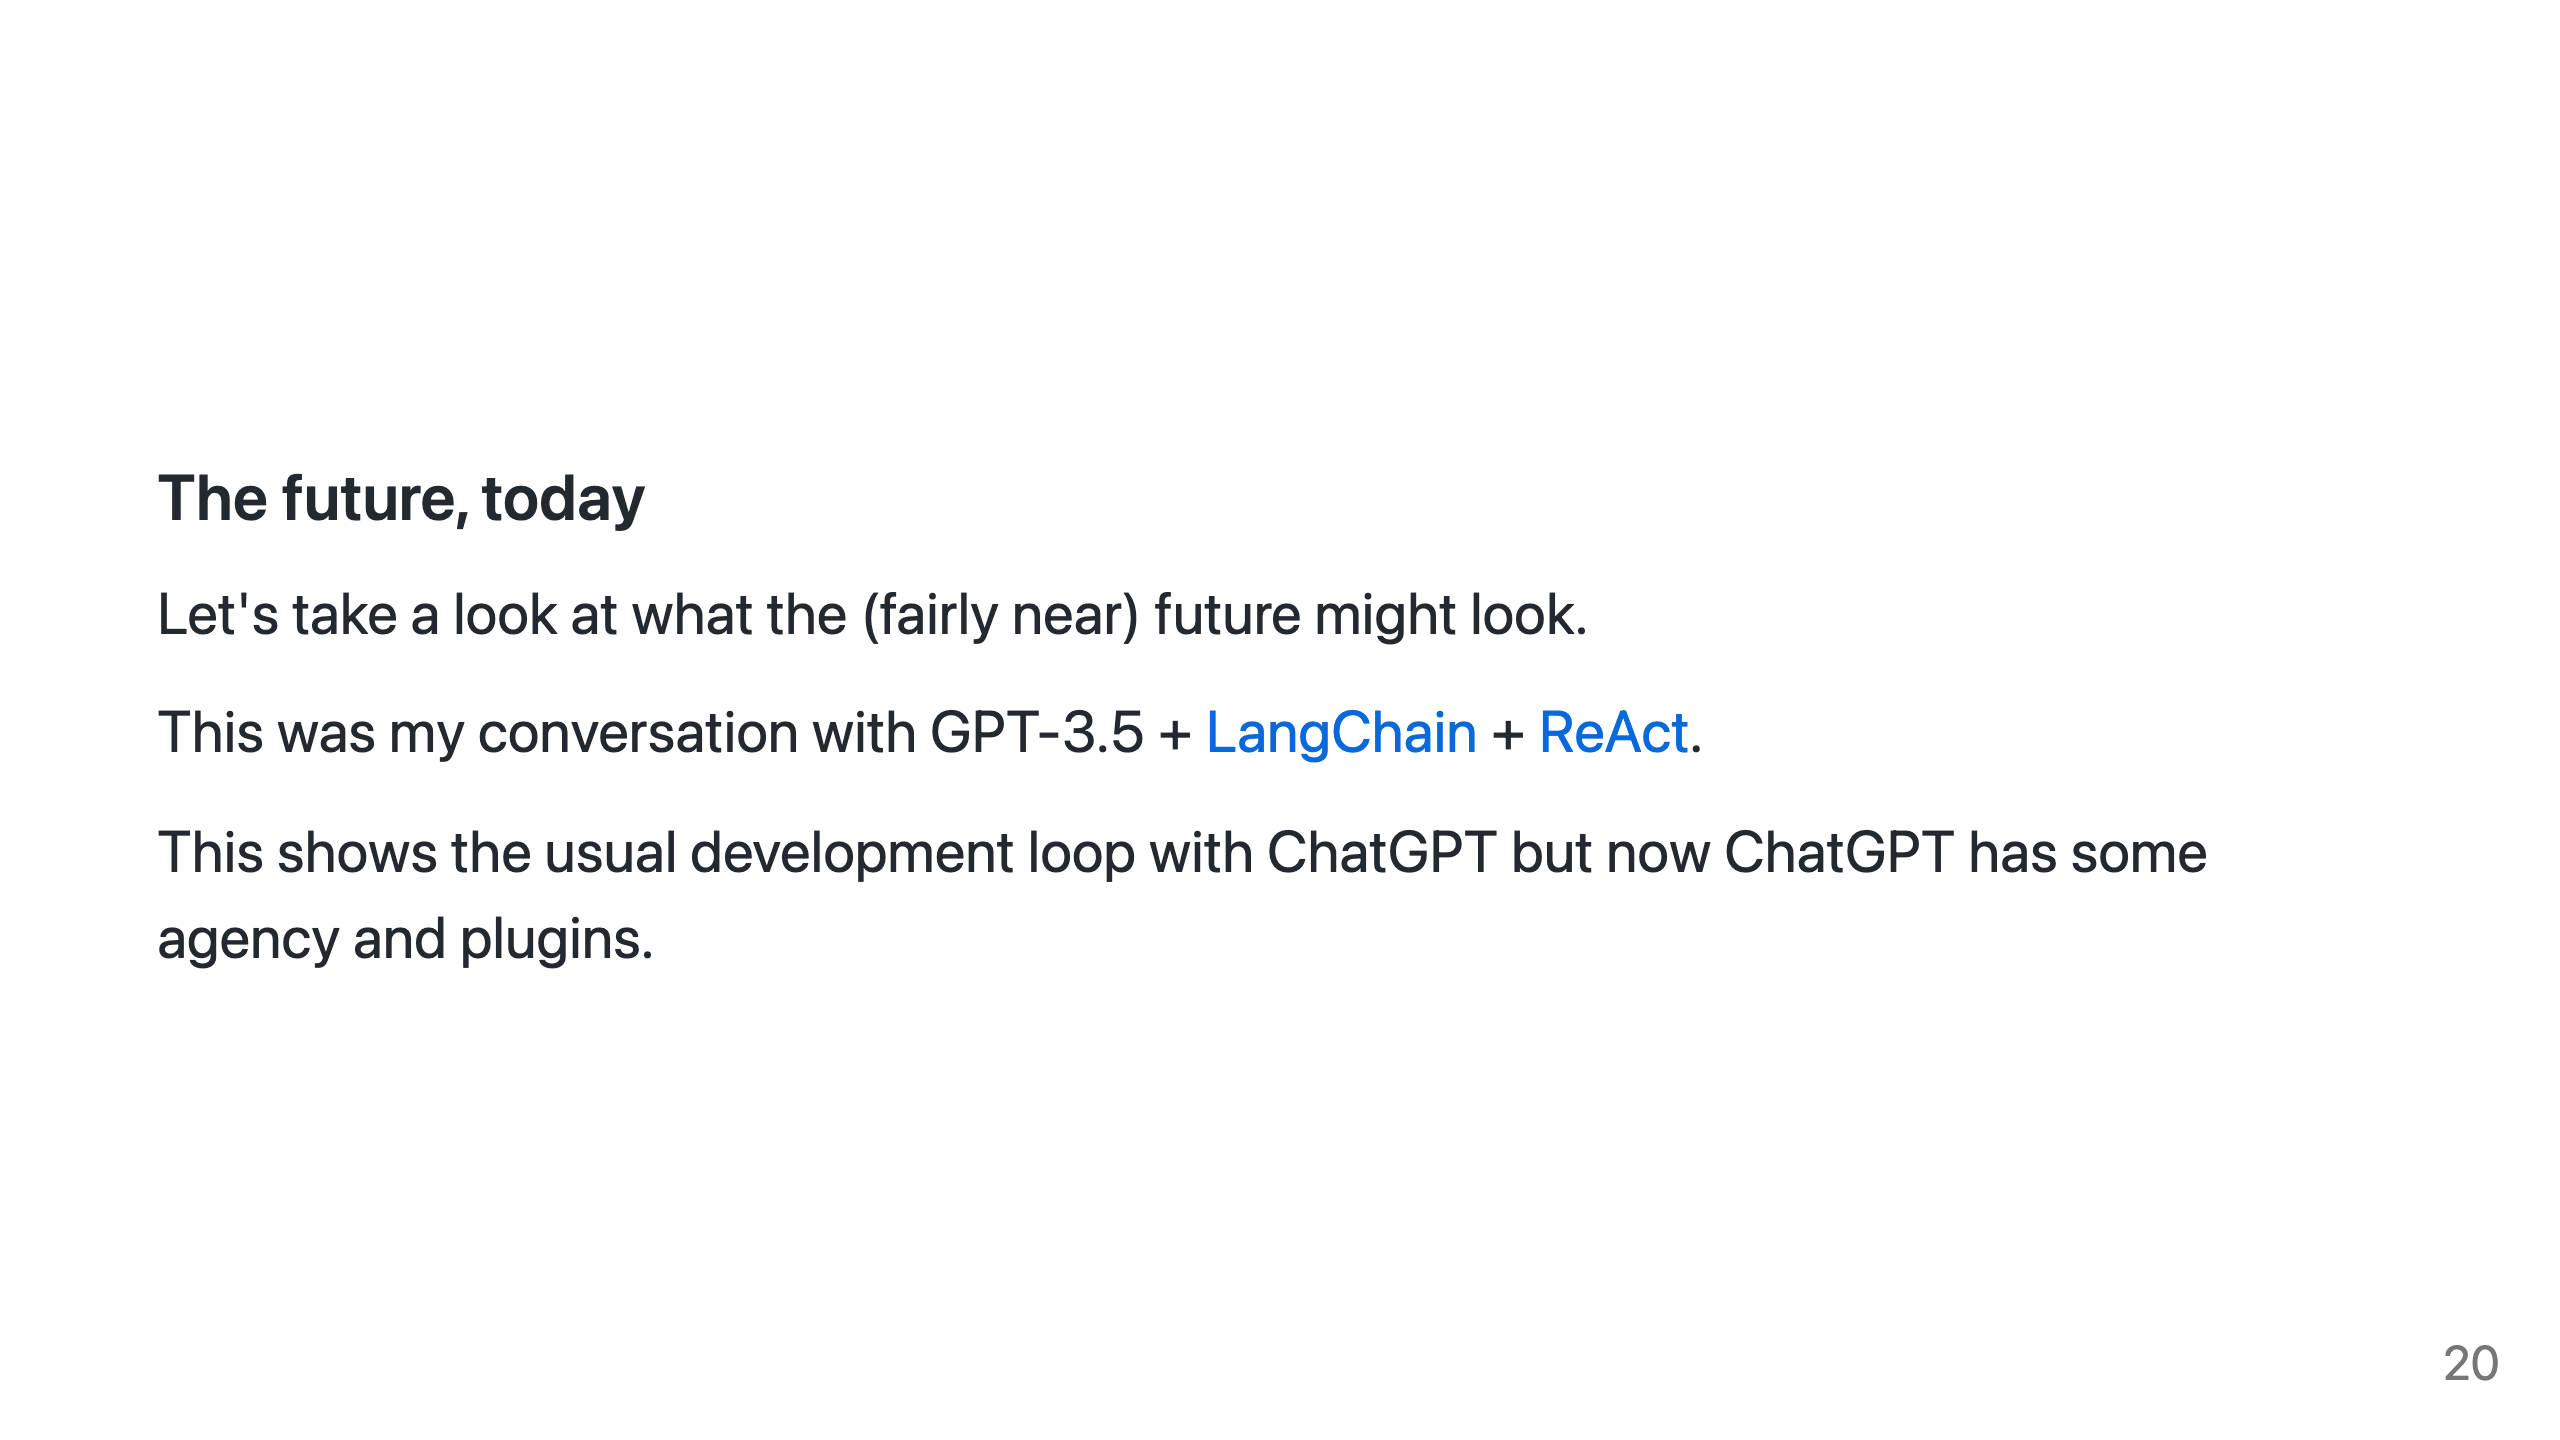 The future, today
Let's take a look at what the (fairly near) future might look.
This was my conversation with GPT-3.5 + LangChain + ReAct.
This shows the usual development loop with ChatGPT but now ChatGPT has some
agency and plugins.
20